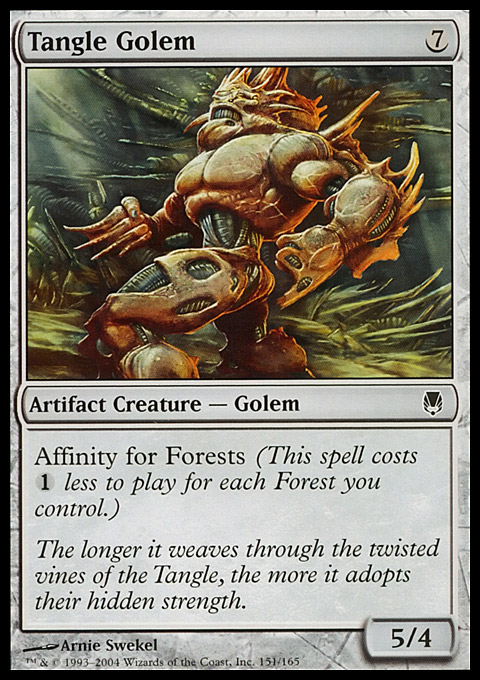 Tangle Golem 7
Artifact Creature — Golem
Affinity for Forests (This spell costs
1 less to play for each Forest you
control.)
The longer it weaves through the twisted
vines of the Tangle, the more it adopts
their hidden strength.
Arnie Swekel
5/4
™ & © 1993–2004 Wizards of the Coast, Inc. 151/165